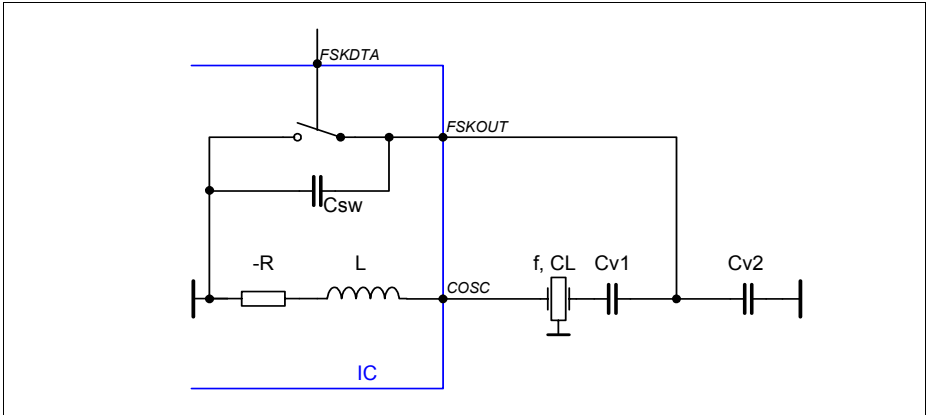 FSKDTA
FSKOUT
Csw
-R L
COSC
f, CL Cv1 Cv2
IC